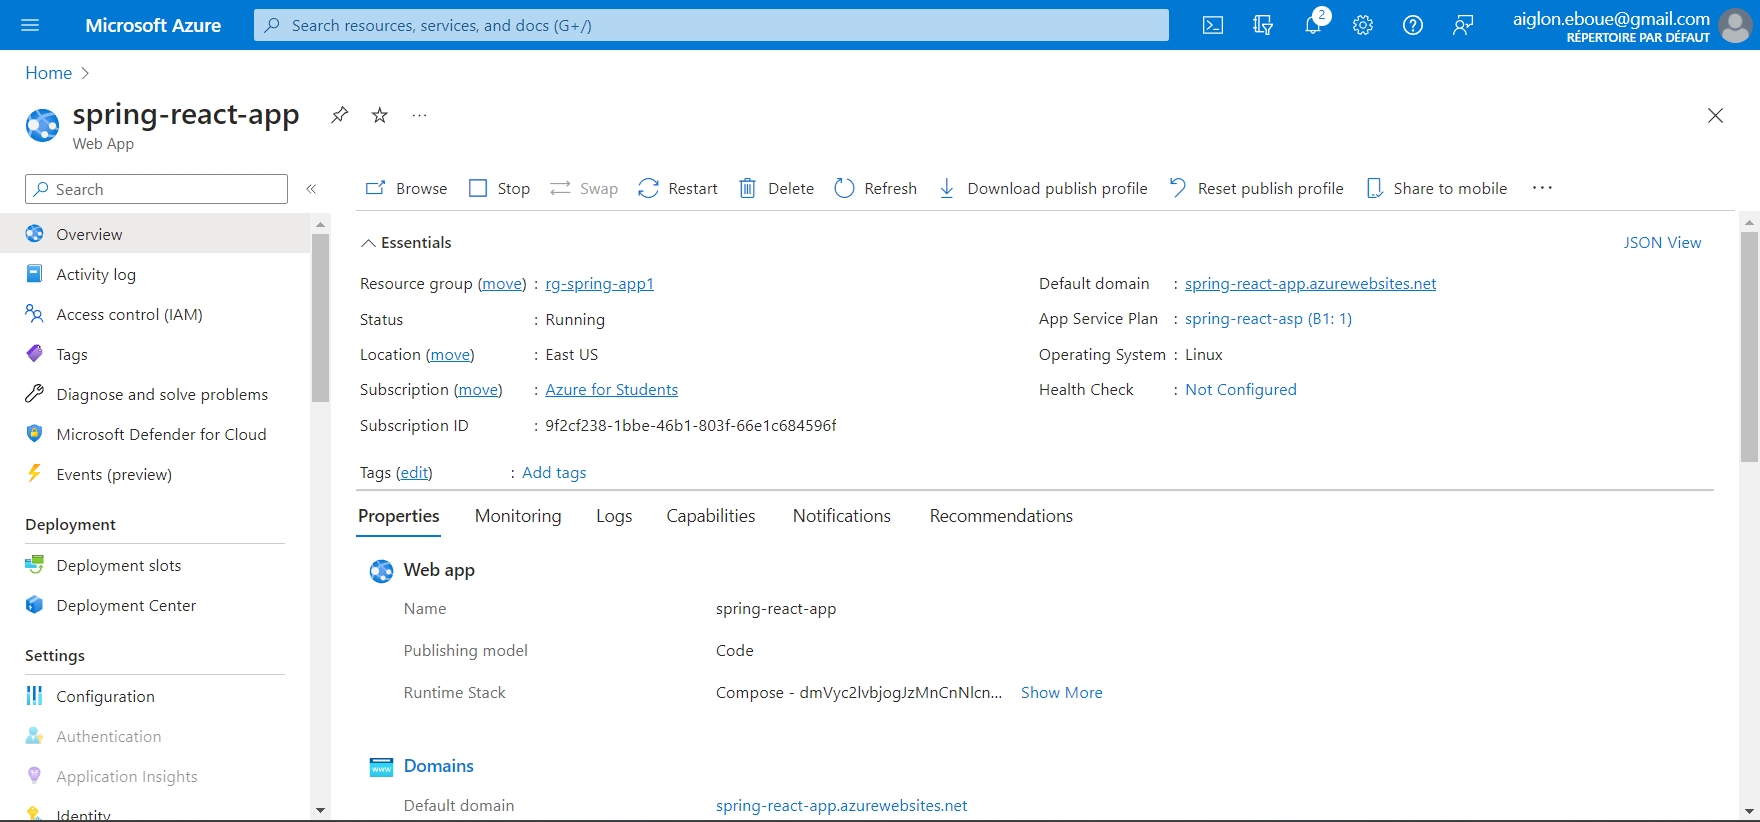 Microsoft Azure
Search resources, services, and docs (G+/)
2
aiglon.eboue@gmail.com
RÉPERTOIRE PAR DÉFAUT
Home
spring-react-app
Web App
Search
Browse
Stop
Swap
Restart
Delete
Refresh
Download publish profile
Reset publish profile
Share to mobile
Overview
Activity log
Access control (IAM)
Tags
Diagnose and solve problems
Microsoft Defender for Cloud
Events (preview)
Deployment
Deployment slots
Deployment Center
Settings
Configuration
Authentication
Application Insights
Identity
Essentials
JSON View
Resource group (move) : rg-spring-app1
Status : Running
Location (move) : East US
Subscription (move) : Azure for Students
Subscription ID : 9f2cf238-1bbe-46b1-803f-66e1c684596f
Default domain : spring-react-app.azurewebsites.net
App Service Plan : spring-react-asp (B1: 1)
Operating System : Linux
Health Check : Not Configured
Tags (edit) : Add tags
Properties
Monitoring
Logs
Capabilities
Notifications
Recommendations
Web app
Name spring-react-app
Publishing model Code
Runtime Stack Compose - dmVyc2lvbjogJzMnCnNlcn... Show More
www
Domains
Default domain spring-react-app.azurewebsites.net